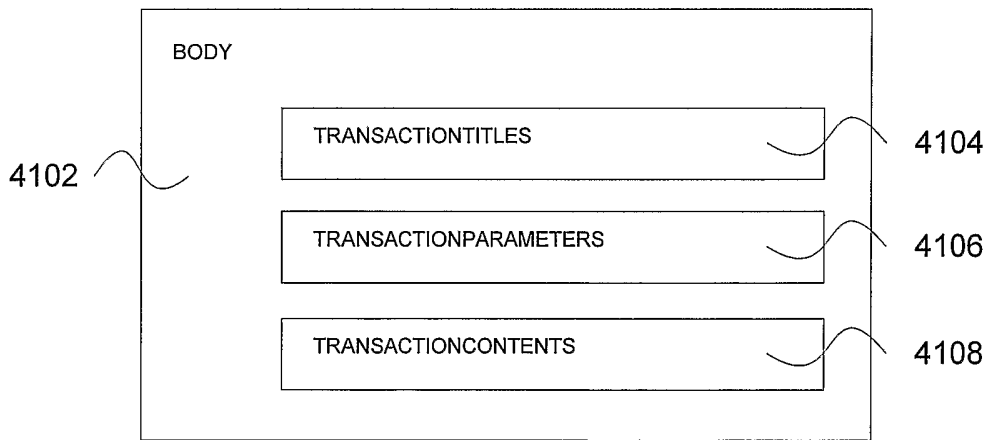 BODY
TRANSACTIONTITLES
4104
4102
TRANSACTIONPARAMETERS
4106
TRANSACTIONCONTENTS
4108